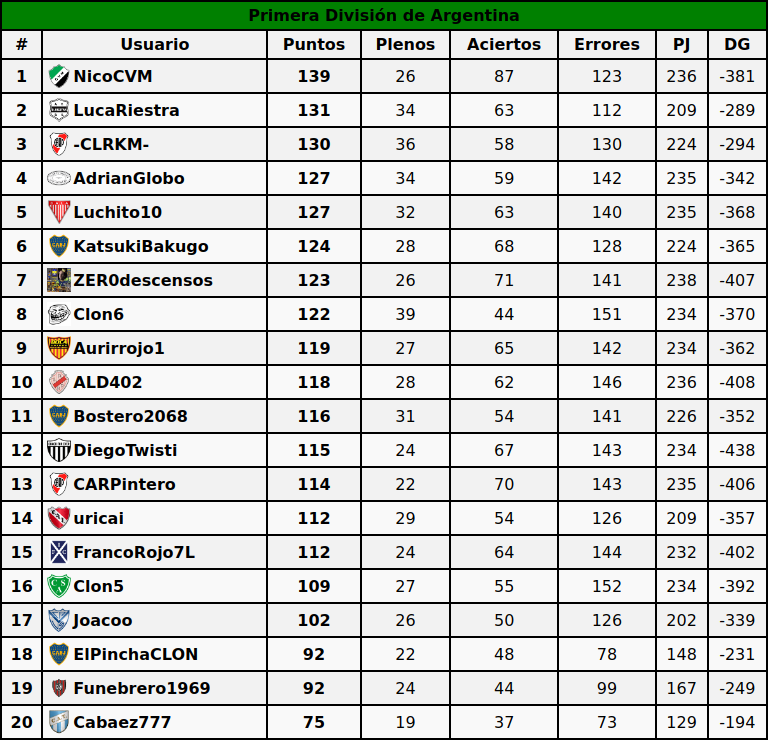 Primera División de Argentina
# Usuario Puntos Plenos Aciertos Errores PJ DG
1 NicoCVM 139 26 87 123 236 -381
2 LucaRiestra 131 34 63 112 209 -289
3 -CLRKM- 130 36 58 130 224 -294
4 AdrianGlobo 127 34 59 142 235 -342
5 Luchito10 127 32 63 140 235 -368
6 KatsukiBakugo 124 28 68 128 224 -365
7 ZER0descensos 123 26 71 141 238 -407
8 Clon6 122 39 44 151 234 -370
9 Aurirrojo1 119 27 65 142 234 -362
10 ALD402 118 28 62 146 236 -408
11 Bostero2068 116 31 54 141 226 -352
12 DiegoTwisti 115 24 67 143 234 -438
13 CARPintero 114 22 70 143 235 -406
14 uricai 112 29 54 126 209 -357
15 FrancoRojo7L 112 24 64 144 232 -402
16 Clon5 109 27 55 152 234 -392
17 Joacoo 102 26 50 126 202 -339
18 ElPinchaCLON 92 22 48 78 148 -231
19 Funebrero1969 92 24 44 99 167 -249
20 Cabaez777 75 19 37 73 129 -194